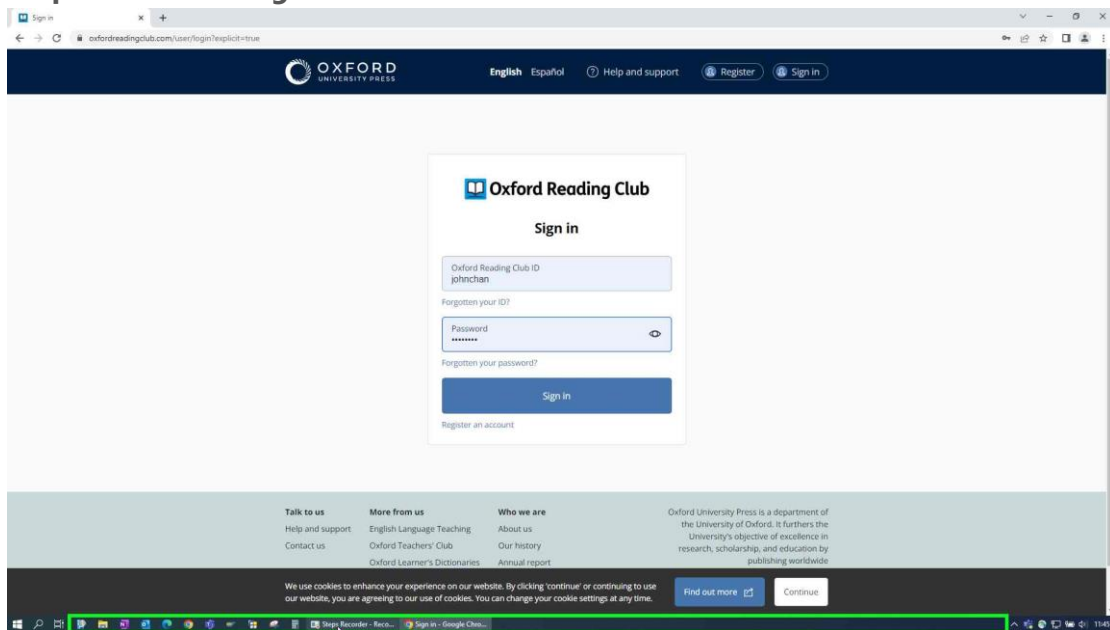 Sign in
oxfordreadingclub.com/user/login?explicit=true
OXFORD
UNIVERSITY PRESS
English Español Help and support Register Sign in
Oxford Reading Club
Sign in
Oxford Reading Club ID
johnchan
Forgotten your ID?
Password
••••••••
Forgotten your password?
Sign in
Register an account
Talk to us More from us Who we are
Help and support English Language Teaching About us
Contact us Oxford Teachers' Club Our history
Oxford Learner's Dictionaries Annual report
Oxford University Press is a department of
the University of Oxford. It furthers the
University's objective of excellence in
research, scholarship, and education by
publishing worldwide
We use cookies to enhance your experience on our website. By clicking 'continue' or continuing to use
our website, you are agreeing to our use of cookies. You can change your cookie settings at any time.
Find out more
Continue
Steps Recorder - Reco... Sign in - Google Chro...
11:45